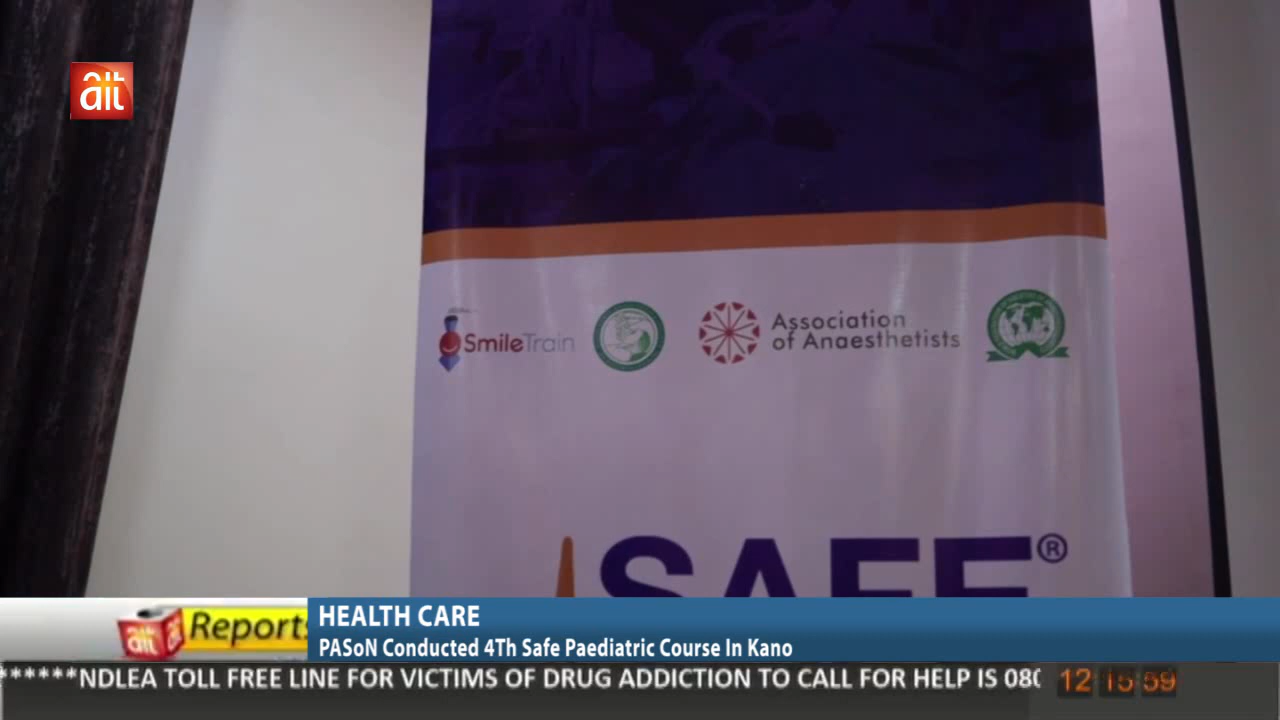 ait
SmileTrain
Association
of Anaesthetists
SAFE®
ait Reports
HEALTH CARE
PASoN Conducted 4Th Safe Paediatric Course In Kano
******NDLEA TOLL FREE LINE FOR VICTIMS OF DRUG ADDICTION TO CALL FOR HELP IS 080
12 15 59